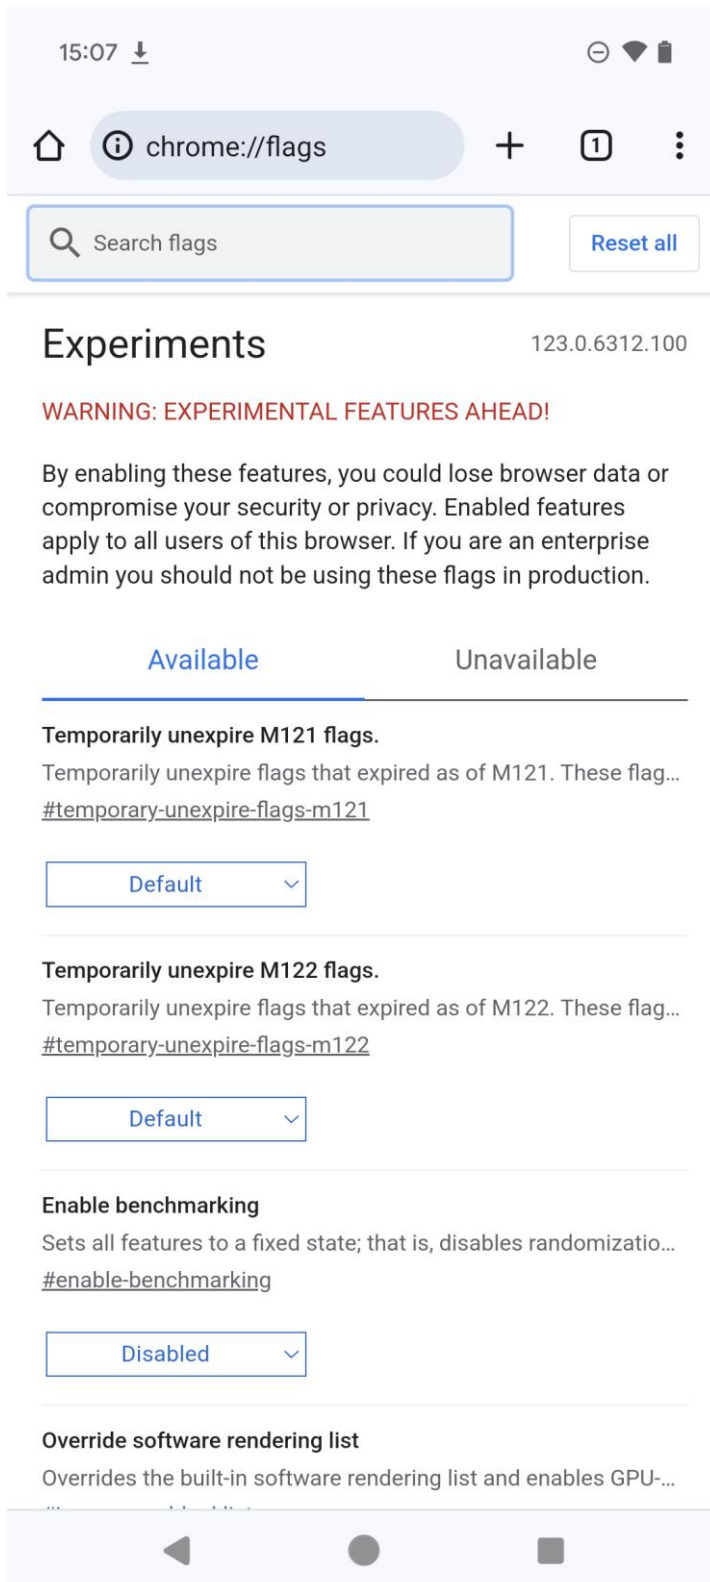 15:07
chrome://flags
1
Search flags
Reset all
Experiments
123.0.6312.100
WARNING: EXPERIMENTAL FEATURES AHEAD!
By enabling these features, you could lose browser data or
compromise your security or privacy. Enabled features
apply to all users of this browser. If you are an enterprise
admin you should not be using these flags in production.
Available
Unavailable
Temporarily unexpire M121 flags.
Temporarily unexpire flags that expired as of M121. These flag...
#temporary-unexpire-flags-m121
Default
Temporarily unexpire M122 flags.
Temporarily unexpire flags that expired as of M122. These flag...
#temporary-unexpire-flags-m122
Default
Enable benchmarking
Sets all features to a fixed state; that is, disables randomizatio...
#enable-benchmarking
Disabled
Override software rendering list
Overrides the built-in software rendering list and enables GPU-...